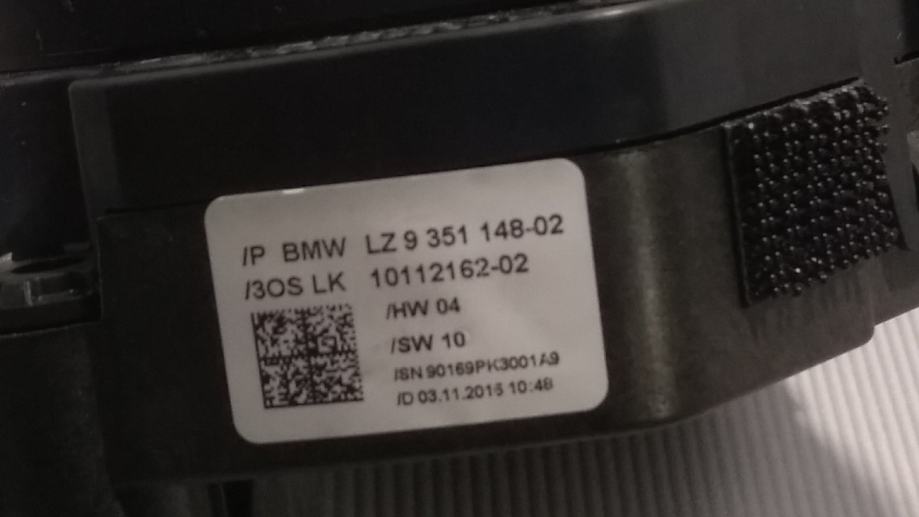 /P BMW LZ 9 351 148-02
/3OS LK 10112162-02
/HW 04
/SW 10
/SN 90169PK3001A9
/D 03.11.2016 10:48